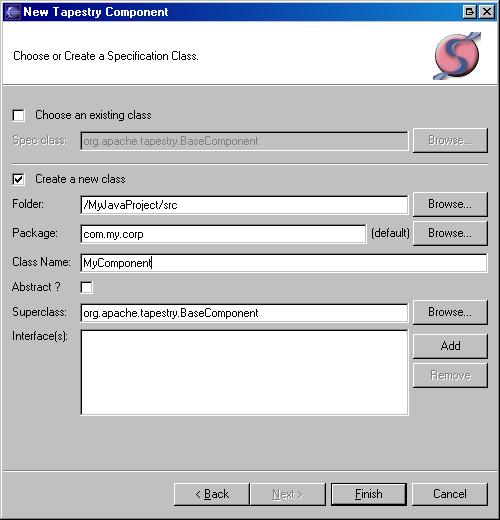 New Tapestry Component
Choose or Create a Specification Class.
Choose an existing class
Spec class: org.apache.tapestry.BaseComponent Browse...
Create a new class
Folder: /MyJavaProject/src Browse...
Package: com.my.corp (default) Browse...
Class Name: MyComponent
Abstract ?
Superclass: org.apache.tapestry.BaseComponent Browse...
Interface(s): Add
Remove
< Back Next > Finish Cancel